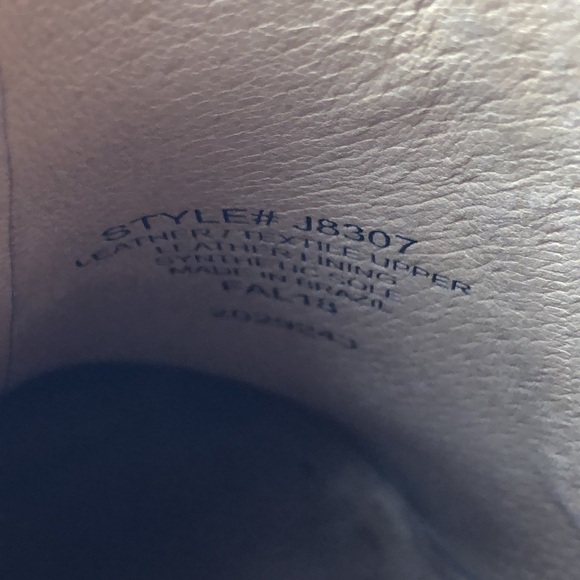 STYLE# J8307
LEATHER / TEXTILE UPPER
LEATHER LINING
SYNTHETIC SOLE
MADE IN BRAZIL
FAL18